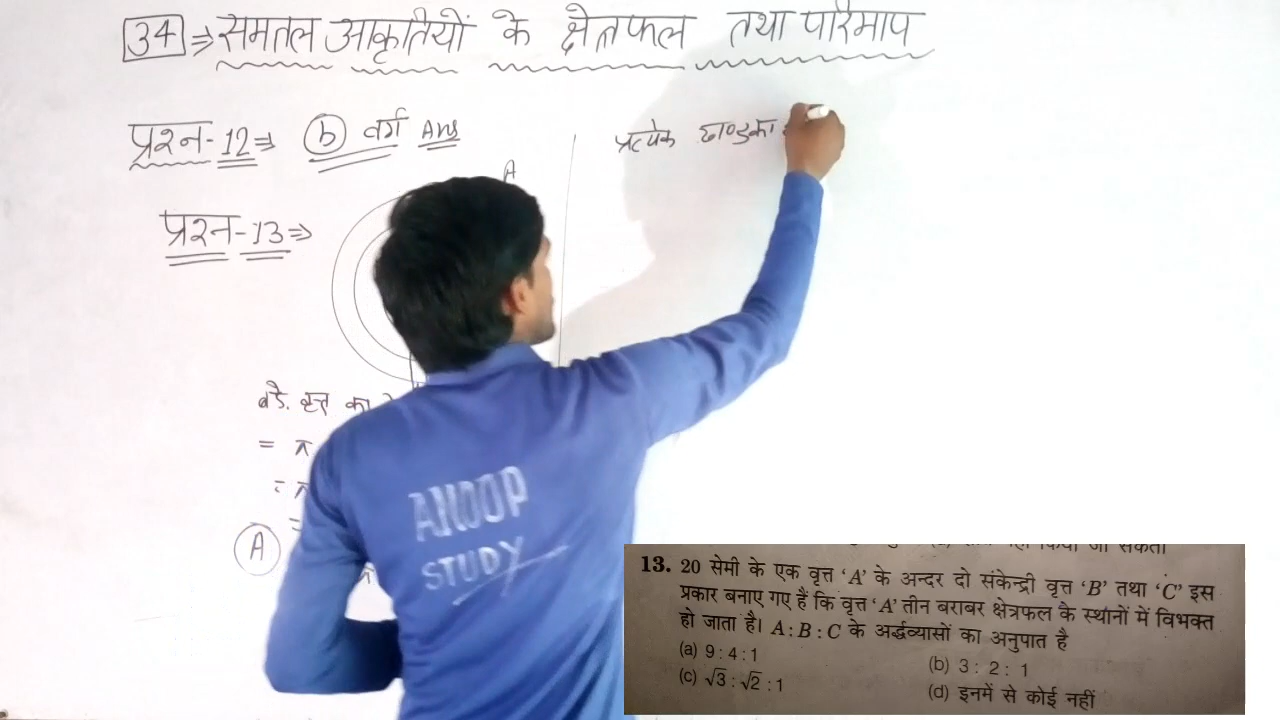 34 ⇒ समतल आकृतियों के क्षेत्रफल तथा परिमाप
प्रश्न-12⇒ (b) वर्ग Ans
प्रश्न-13⇒
A
बड़े. वृत्त का
= π
= π
=
A
प्रत्येक खण्ड का
ANOOP
STUDY
13. 20 सेमी के एक वृत्त 'A' के अन्दर दो संकेन्द्री वृत्त 'B' तथा 'C' इस
प्रकार बनाए गए हैं कि वृत्त 'A' तीन बराबर क्षेत्रफल के स्थानों में विभक्त
हो जाता है। A : B : C के अर्द्धव्यासों का अनुपात है
(a) 9 : 4 : 1
(b) 3 : 2 : 1
(c) √3 : √2 : 1
(d) इनमें से कोई नहीं